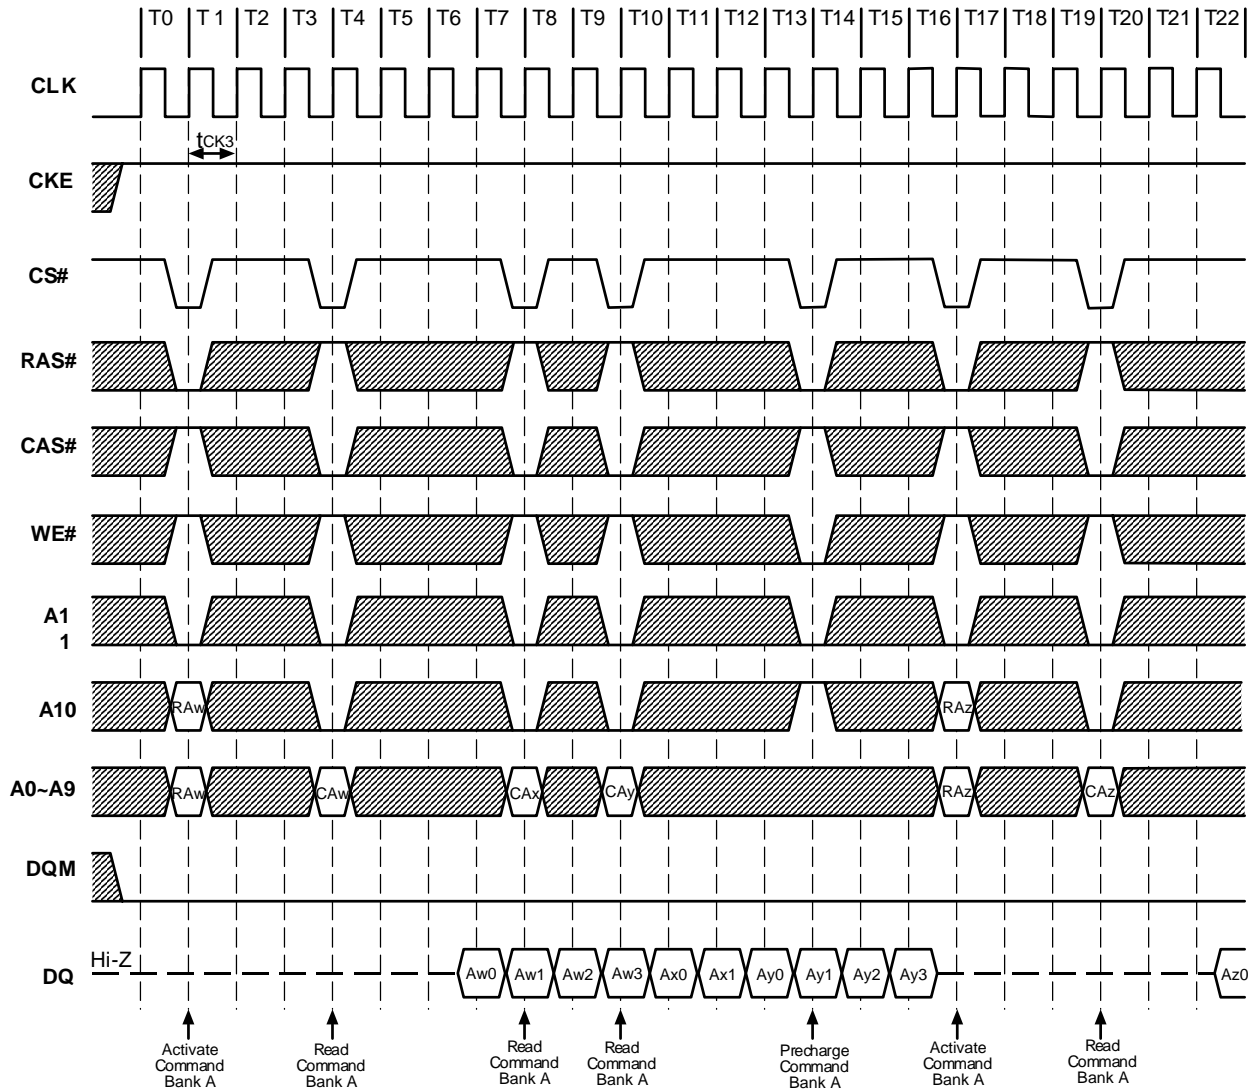 T0 T1 T2 T3 T4 T5 T6 T7 T8 T9 T10 T11 T12 T13 T14 T15 T16 T17 T18 T19 T20 T21 T22
CLK
tCK3
CKE
CS#
RAS#
CAS#
WE#
A1
1
A10 RAw RAz
A0~A9 RAw CAw CAx CAy RAz CAz
DQM
Hi-Z
DQ Aw0 Aw1 Aw2 Aw3 Ax0 Ax1 Ay0 Ay1 Ay2 Ay3 Az0
Activate
Command
Bank A
Read
Command
Bank A
Read
Command
Bank A
Read
Command
Bank A
Precharge
Command
Bank A
Activate
Command
Bank A
Read
Command
Bank A